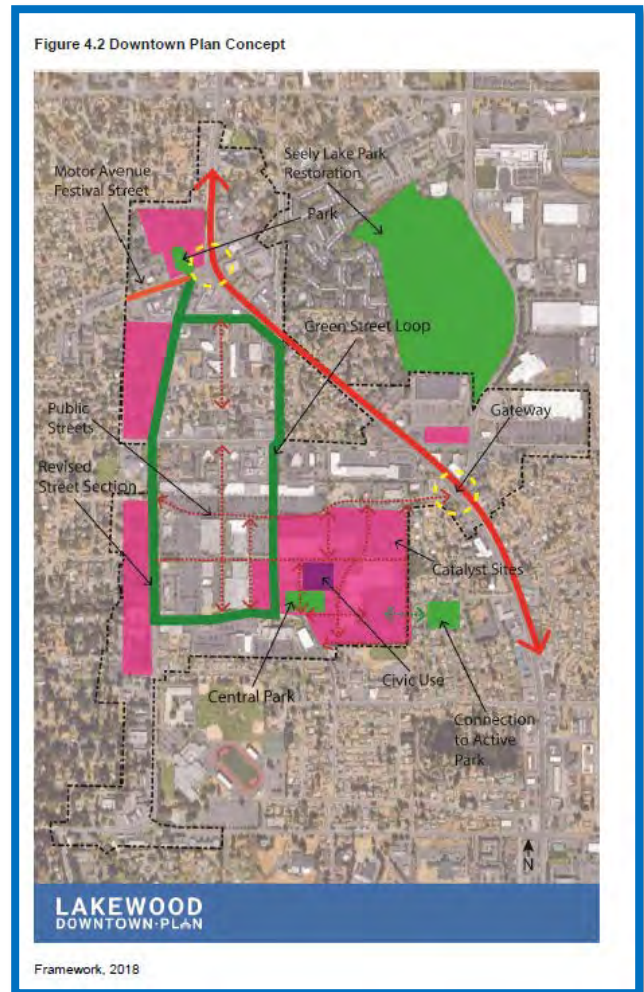 Figure 4.2 Downtown Plan Concept
Motor Avenue
Festival Street
Seely Lake Park
Restoration
Park
Green Street Loop
Public
Streets
Gateway
Revised
Street Section
Catalyst Sites
Central Park
Civic Use
Connection
to Active
Park
N
LAKEWOOD
DOWNTOWN·PLAN
Framework, 2018